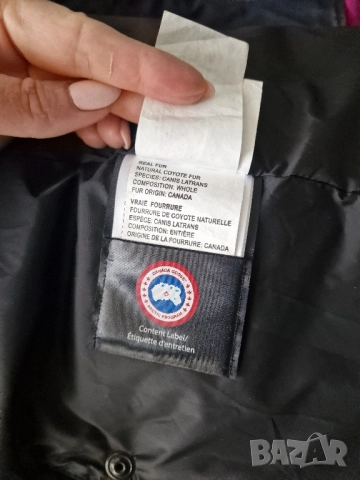 REAL FUR
NATURAL COYOTE FUR
SPECIES: CANIS LATRANS
COMPOSITION: WHOLE
FUR ORIGIN: CANADA
VRAIE FOURRURE
FOURRURE DE COYOTE NATURELLE
ESPÈCE: CANIS LATRANS
COMPOSITION: ENTIÈRE
ORIGINE DE LA FOURRURE: CANADA
CANADA GOOSE
Content Label/
Étiquette d'entretien
BAZAR